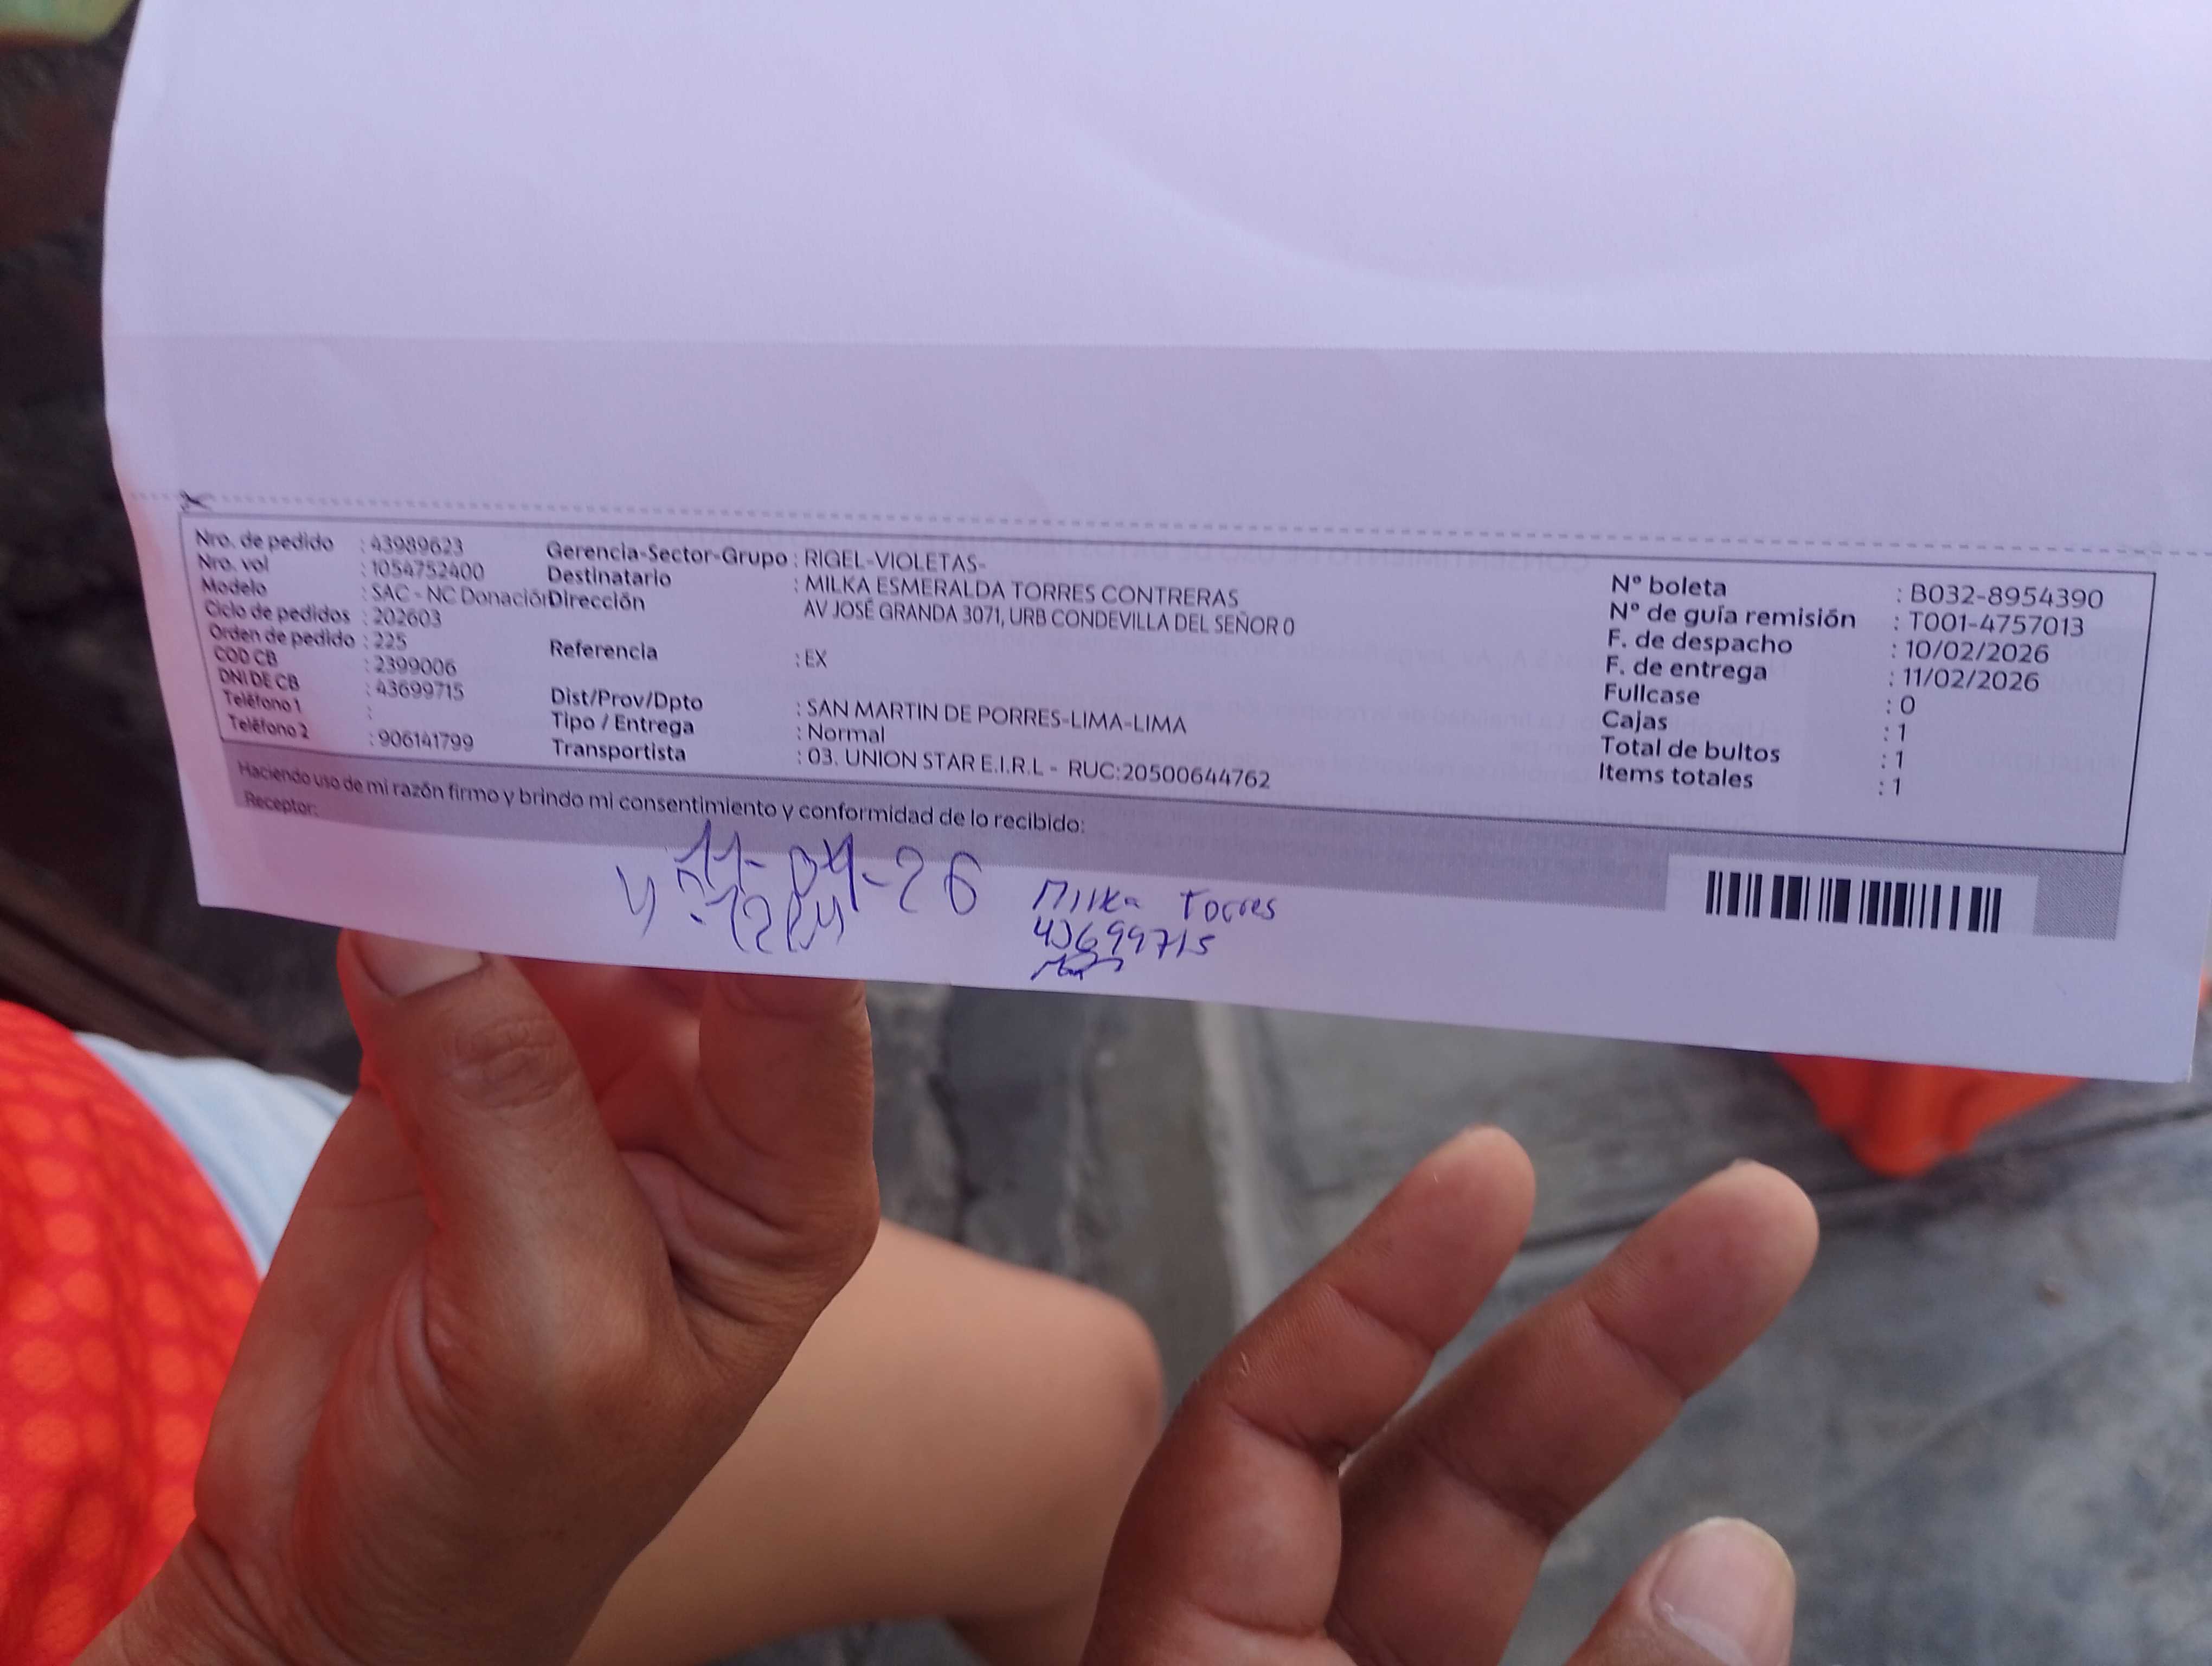 Nro. de pedido : 43989623
Nro. vol : 1054752400
Modelo : SAC - NC Donación
Ciclo de pedidos : 202603
Orden de pedido : 225
COD CB : 2399006
DNI DE CB : 43699715
Teléfono 1 :
Teléfono 2 : 906141799
Gerencia-Sector-Grupo : RIGEL-VIOLETAS-
Destinatario : MILKA ESMERALDA TORRES CONTRERAS
Dirección AV JOSÉ GRANDA 3071, URB CONDEVILLA DEL SEÑOR 0
Referencia : EX
Dist/Prov/Dpto : SAN MARTIN DE PORRES-LIMA-LIMA
Tipo / Entrega : Normal
Transportista : 03. UNION STAR E.I.R.L - RUC:20500644762
N° boleta : B032-8954390
N° de guía remisión : T001-4757013
F. de despacho : 10/02/2026
F. de entrega : 11/02/2026
Fullcase : 0
Cajas : 1
Total de bultos : 1
Items totales : 1
Haciendo uso de mi razón firmo y brindo mi consentimiento y conformidad de lo recibido:
Receptor:
11-04-26
Milka Torres
43699715